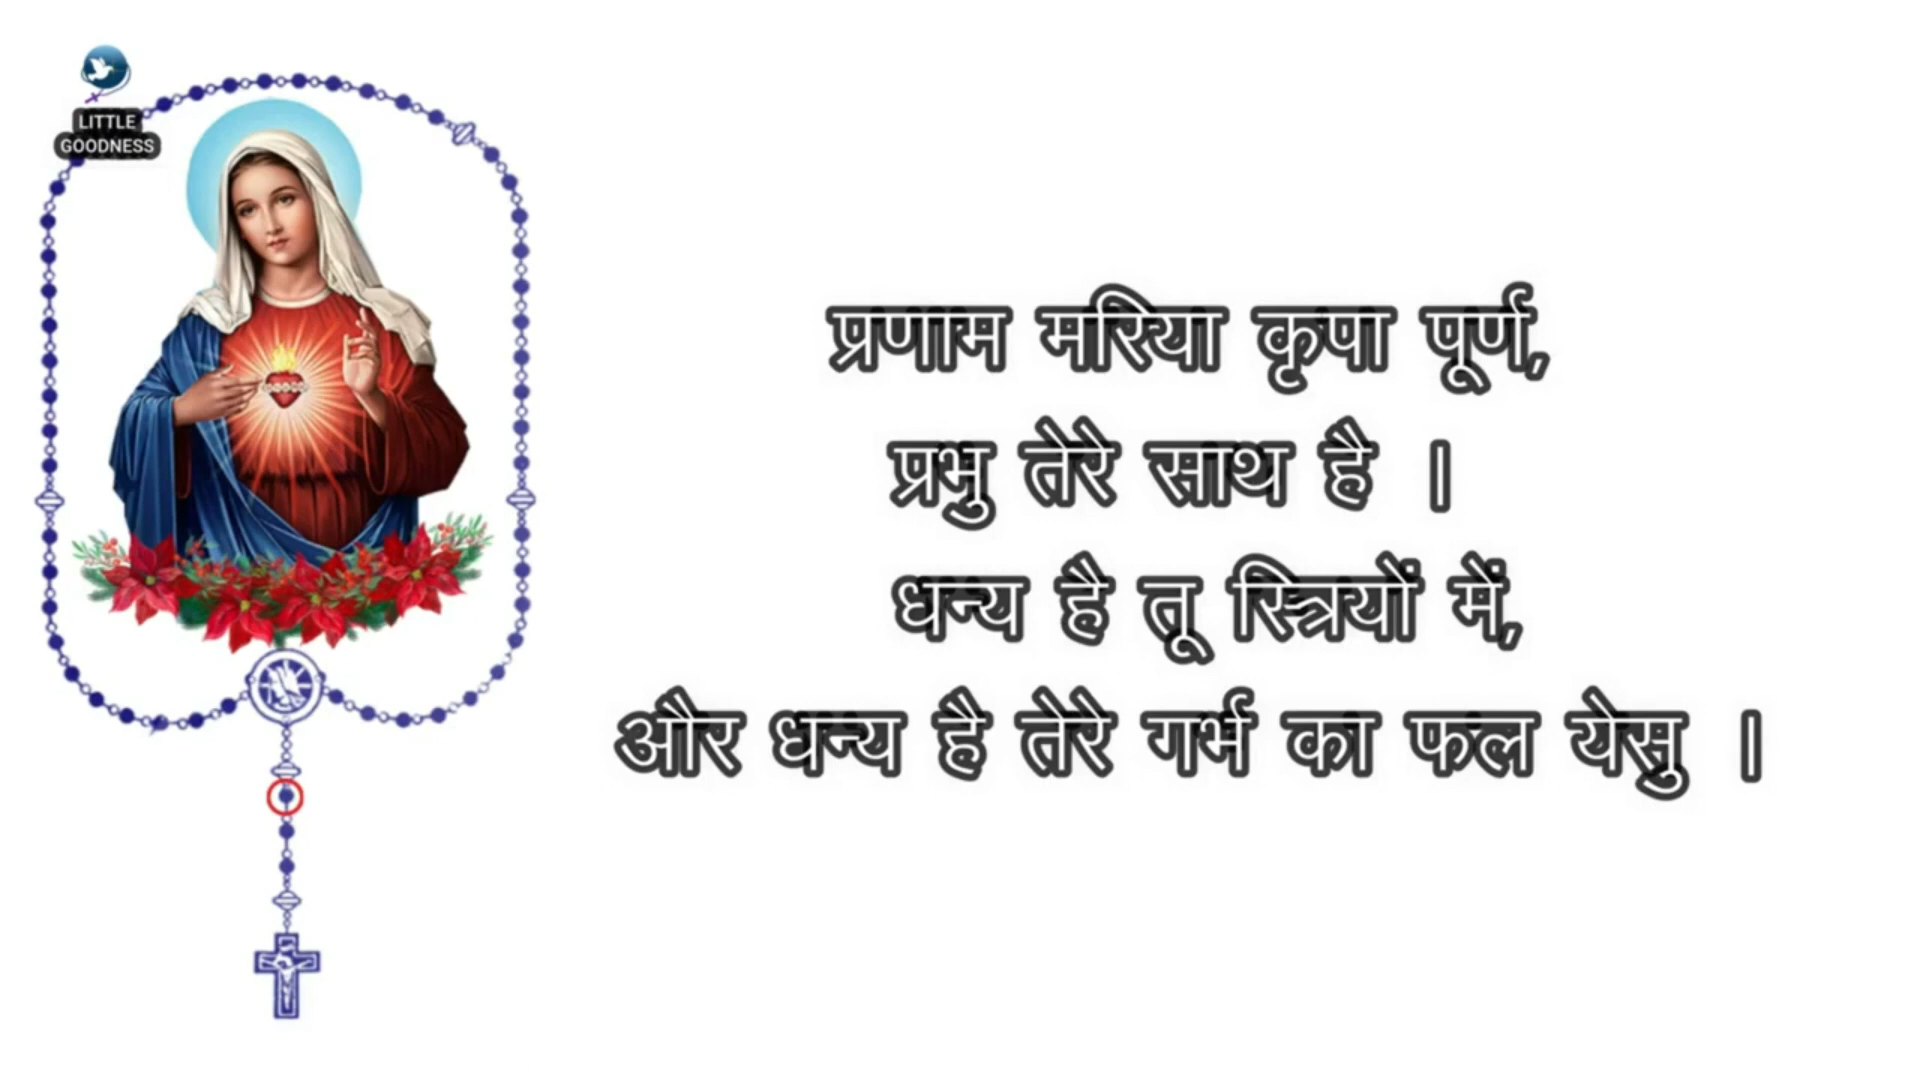 LITTLE
GOODNESS
प्रणाम मरिया कृपा पूर्ण,
प्रभु तेरे साथ है ।
धन्य है तू स्त्रियों में,
और धन्य है तेरे गर्भ का फल येसु ।